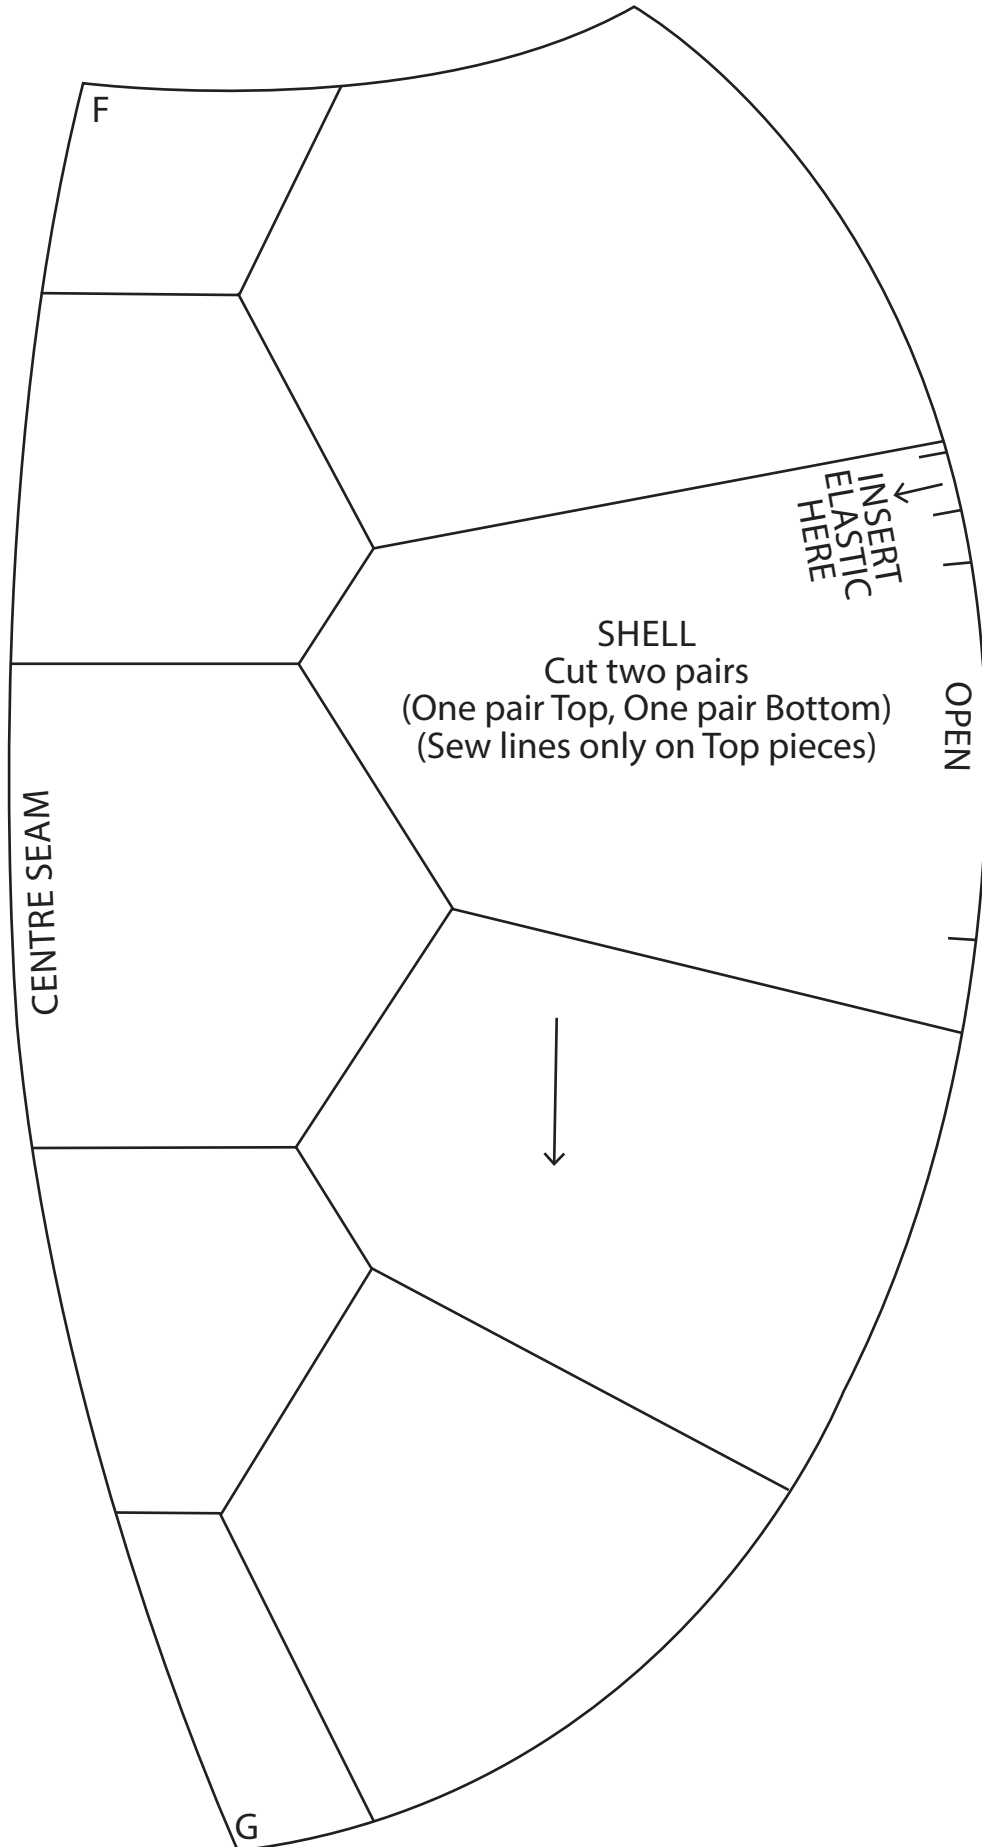 F
INSERT
ELASTIC
HERE
SHELL
Cut two pairs
(One pair Top, One pair Bottom)
(Sew lines only on Top pieces)
OPEN
CENTRE SEAM
G